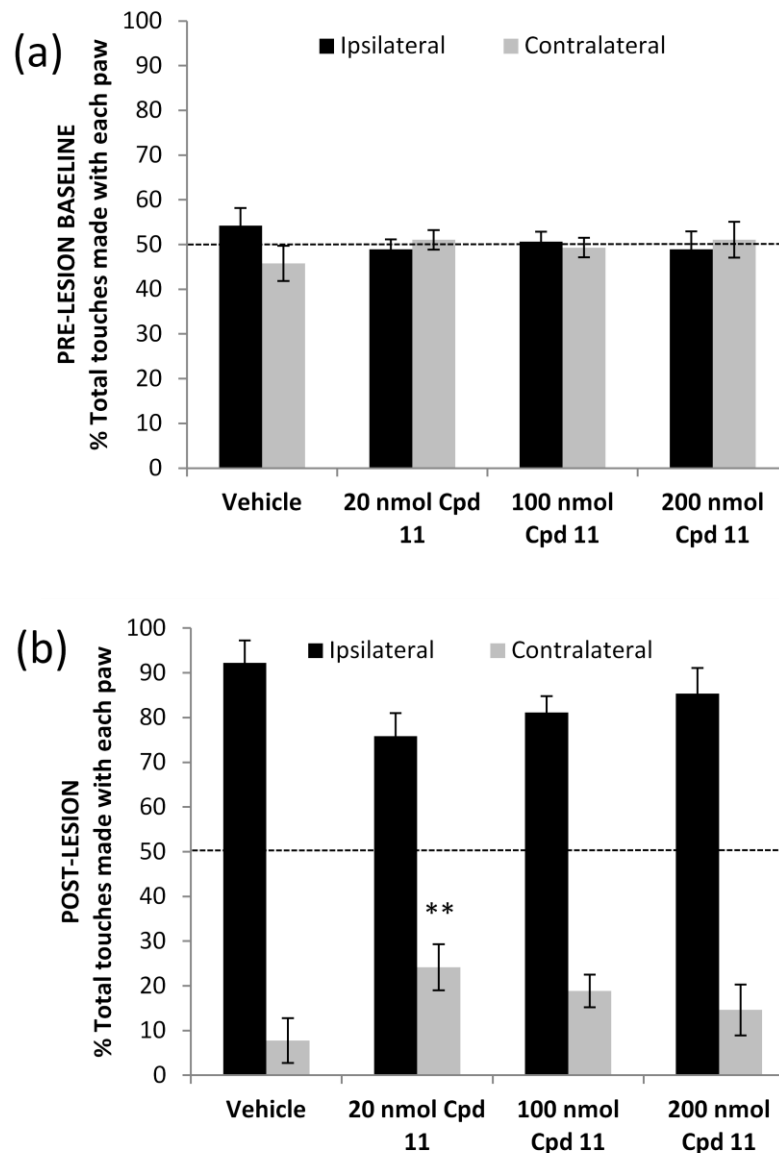 (a)
PRE-LESION BASELINE
% Total touches made with each paw
100
90
80
70
60
50
40
30
20
10
0
Ipsilateral Contralateral
Vehicle 20 nmol Cpd 100 nmol 200 nmol
11 Cpd 11 Cpd 11
(b)
POST-LESION
% Total touches made with each paw
100
90
80
70
60
50
40
30
20
10
0
Ipsilateral Contralateral
**
Vehicle 20 nmol Cpd 100 nmol 200 nmol
11 Cpd 11 Cpd 11